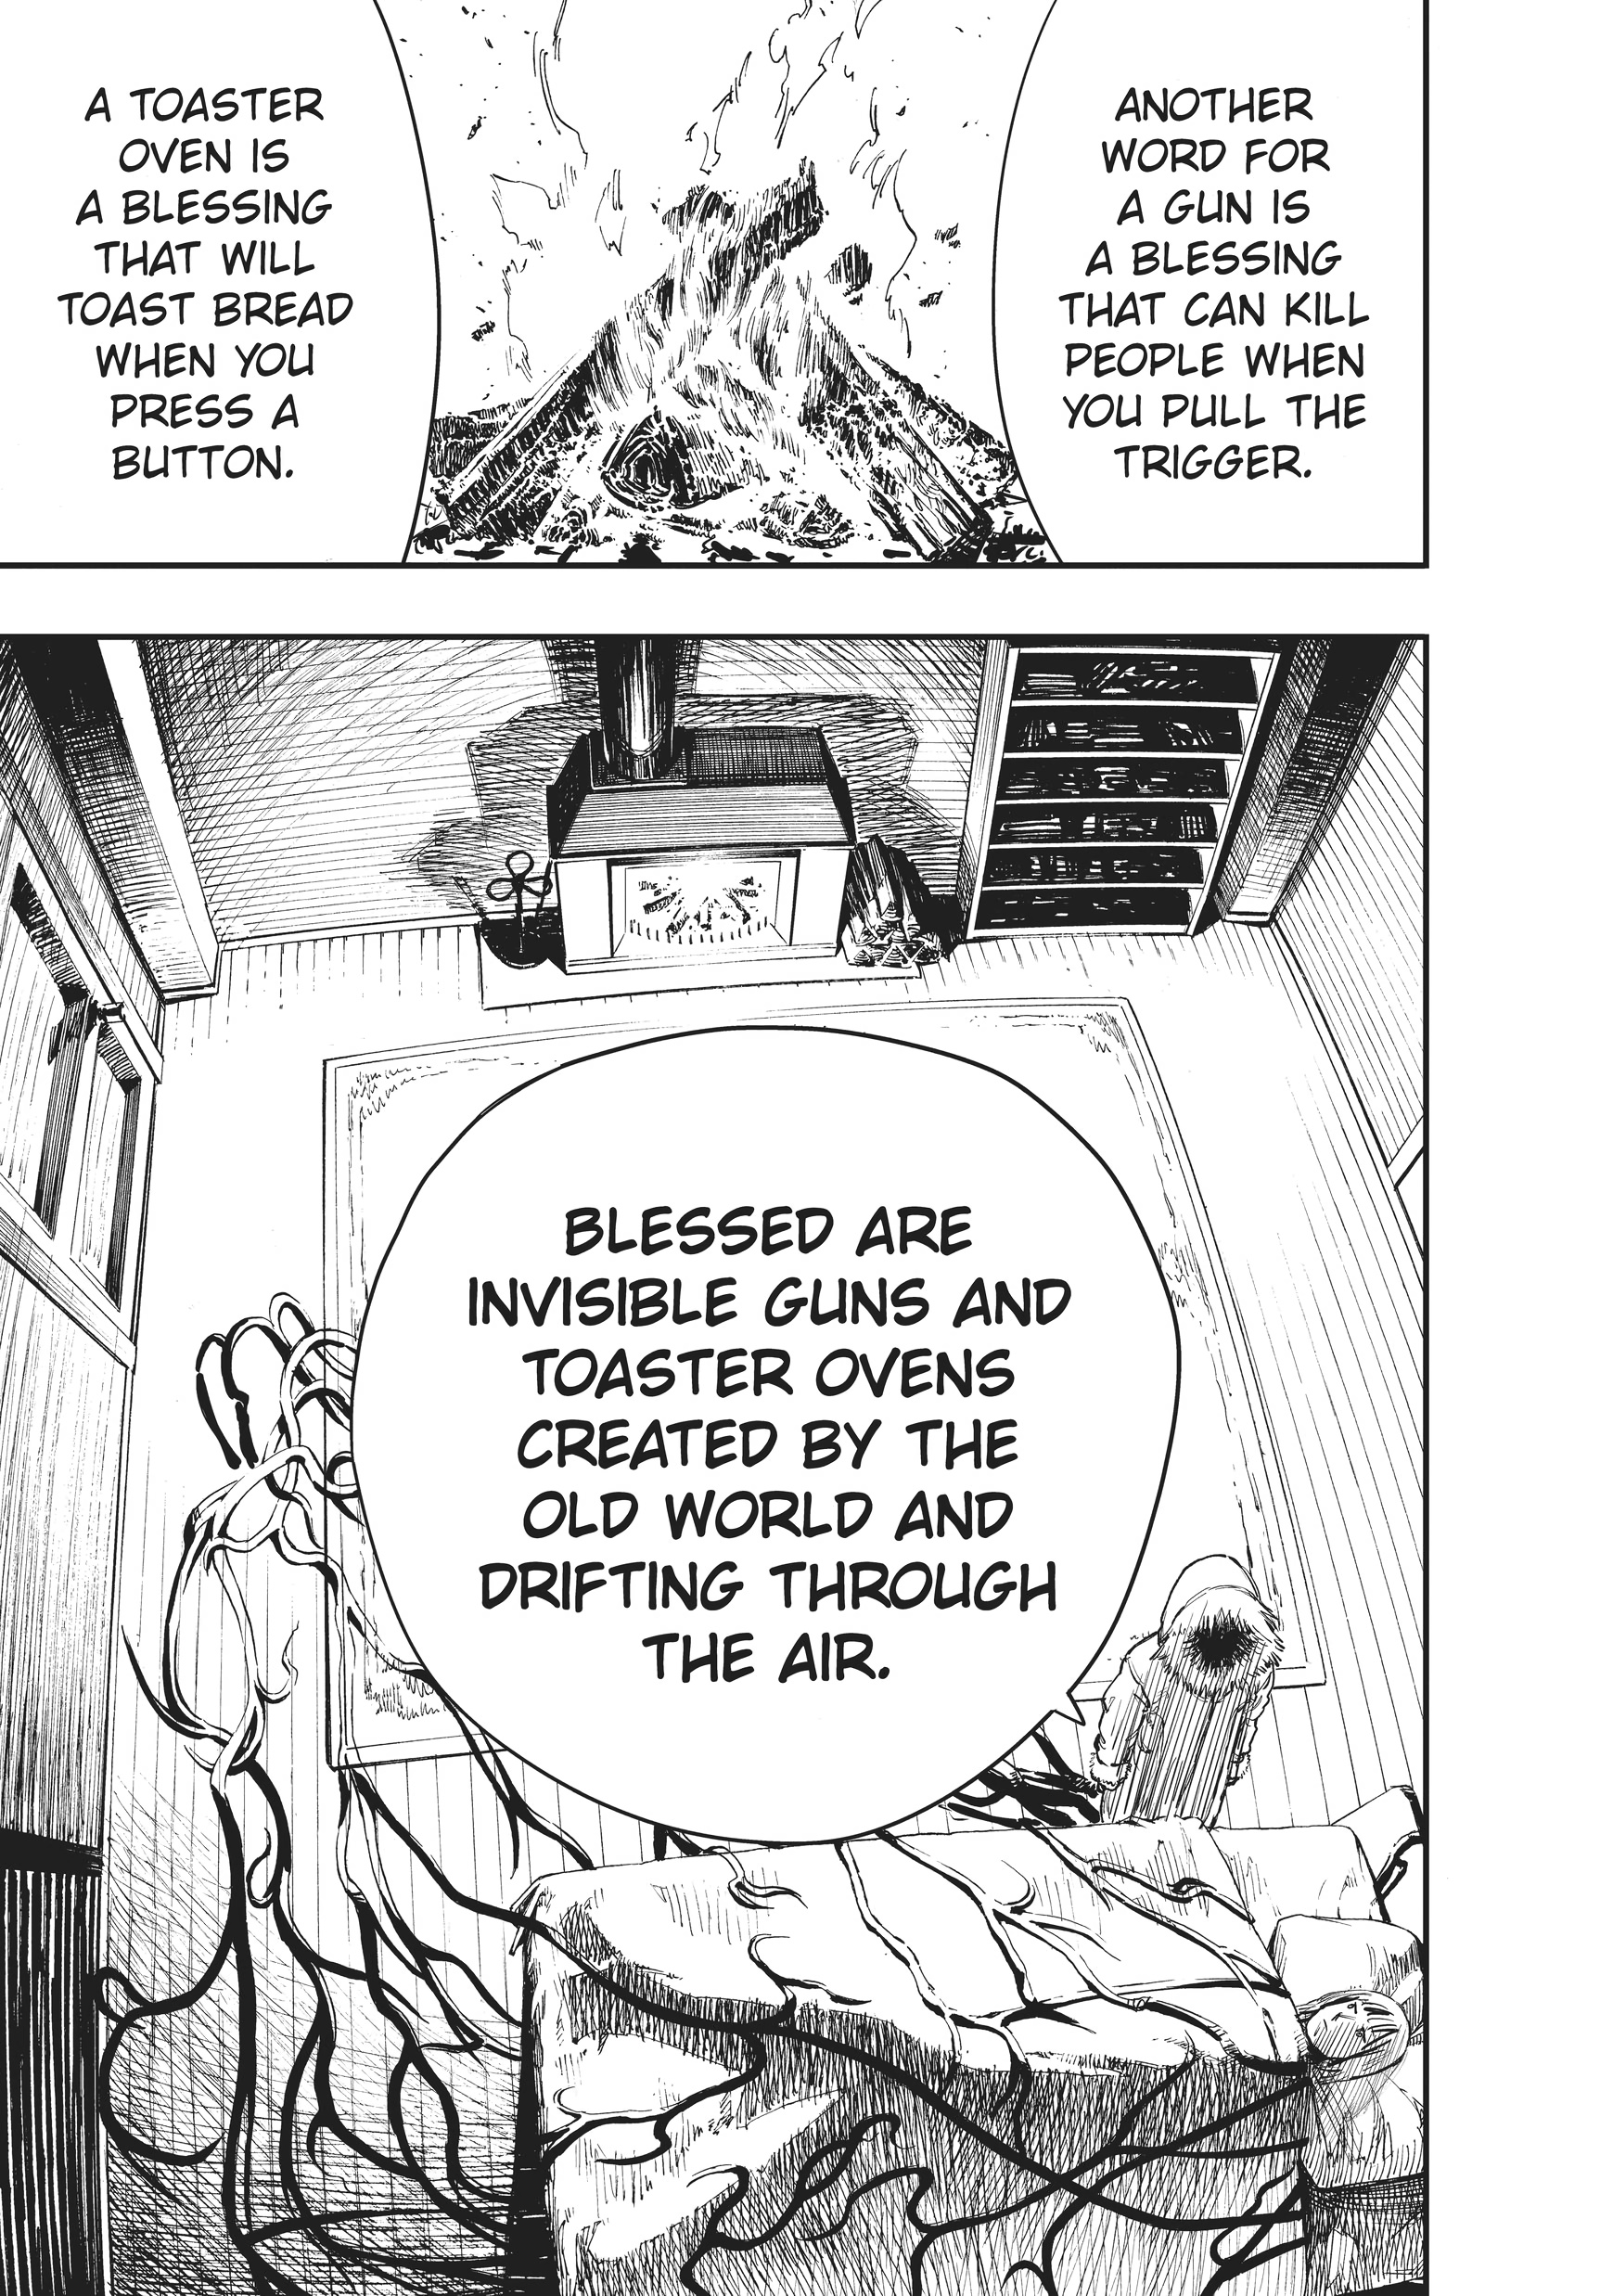 ANOTHER
WORD FOR
A GUN IS
A BLESSING
THAT CAN KILL
PEOPLE WHEN
YOU PULL THE
TRIGGER.
A TOASTER
OVEN IS
A BLESSING
THAT WILL
TOAST BREAD
WHEN YOU
PRESS A
BUTTON.
BLESSED ARE
INVISIBLE GUNS AND
TOASTER OVENS
CREATED BY THE
OLD WORLD AND
DRIFTING THROUGH
THE AIR.